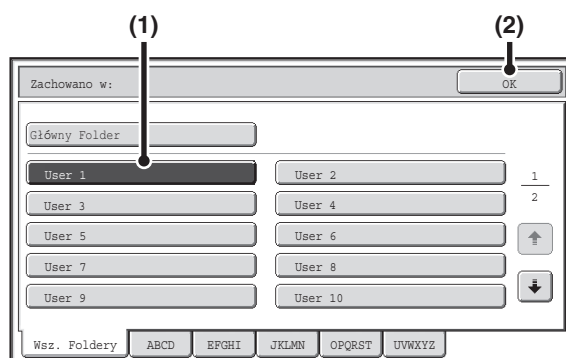 (1) (2)
Zachowano w: OK
Główny Folder
User 1 User 2 1
User 3 User 4 2
User 5 User 6
User 7 User 8
User 9 User 10
Wsz. Foldery ABCD EFGHI JKLMN OPQRST UVWXYZ